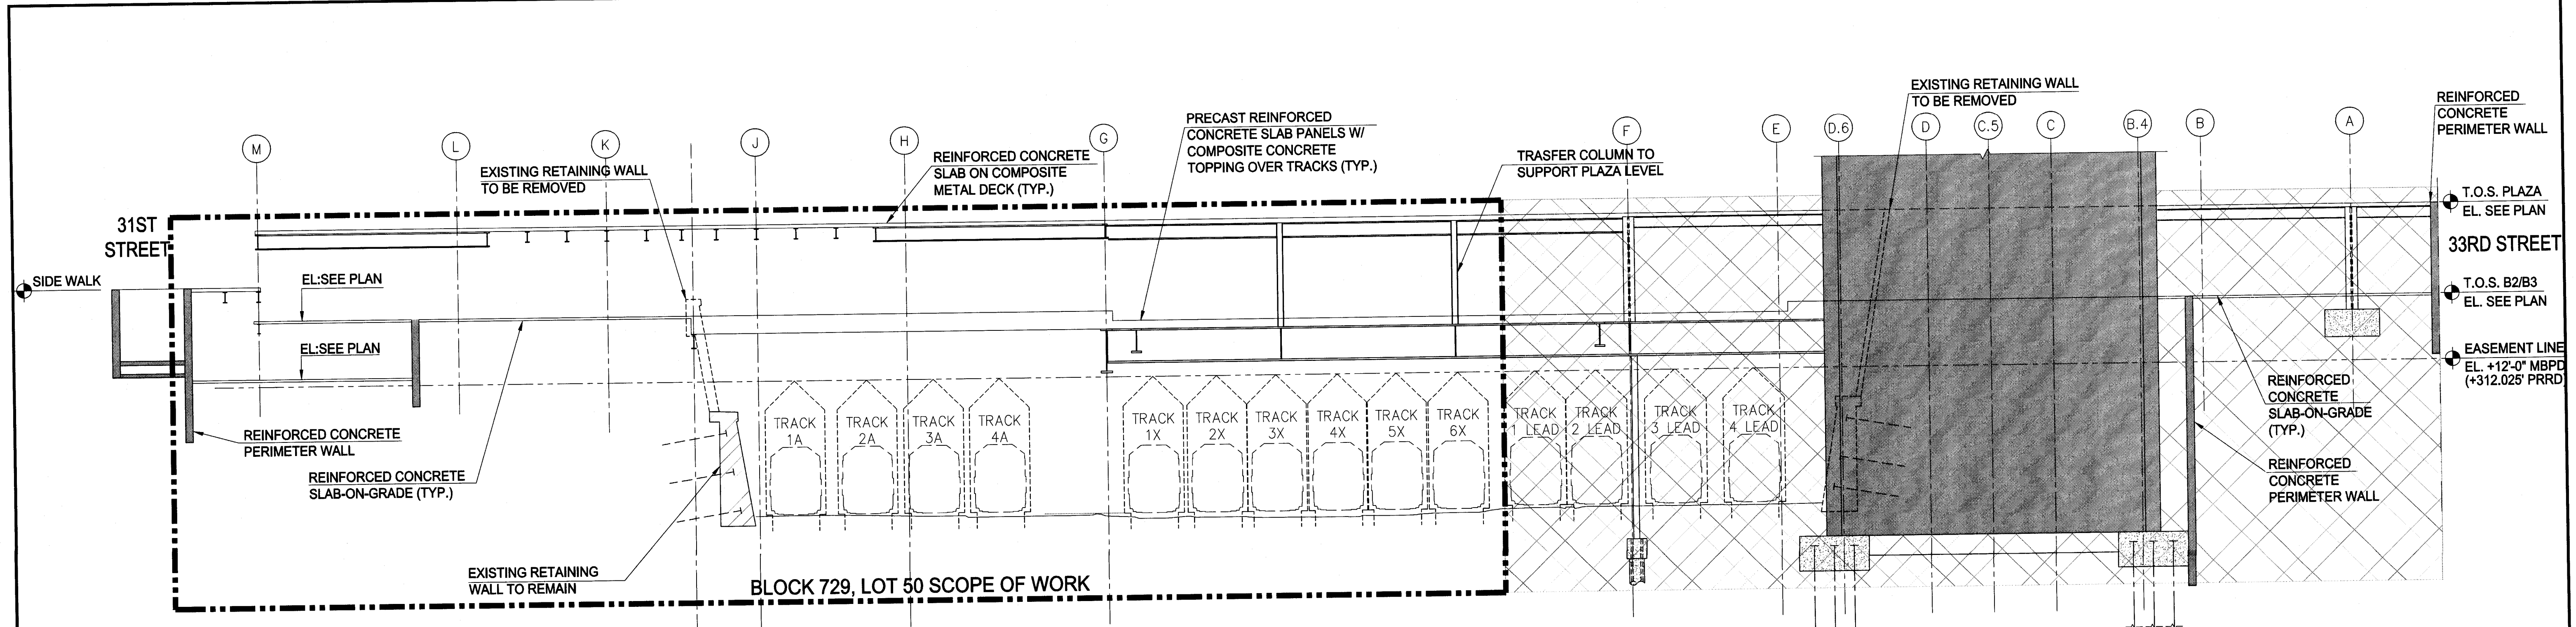 EXISTING RETAINING WALL
TO BE REMOVED
REINFORCED
CONCRETE
PERIMETER WALL
M
L
K
J
H
G
F
E
D.6
D
C.5
C
B.4
B
A
EXISTING RETAINING WALL
TO BE REMOVED
REINFORCED CONCRETE
SLAB ON COMPOSITE
METAL DECK (TYP.)
PRECAST REINFORCED
CONCRETE SLAB PANELS W/
COMPOSITE CONCRETE
TOPPING OVER TRACKS (TYP.)
TRASFER COLUMN TO
SUPPORT PLAZA LEVEL
T.O.S. PLAZA
EL. SEE PLAN
31ST
STREET
33RD STREET
SIDE WALK
EL:SEE PLAN
T.O.S. B2/B3
EL. SEE PLAN
EL:SEE PLAN
EASEMENT LINE
EL. +12'-0" MBPD
(+312.025' PRRD)
REINFORCED CONCRETE
PERIMETER WALL
REINFORCED CONCRETE
SLAB-ON-GRADE (TYP.)
TRACK
1A
TRACK
2A
TRACK
3A
TRACK
4A
TRACK
1X
TRACK
2X
TRACK
3X
TRACK
4X
TRACK
5X
TRACK
6X
TRACK
1 LEAD
TRACK
2 LEAD
TRACK
3 LEAD
TRACK
4 LEAD
REINFORCED
CONCRETE
SLAB-ON-GRADE
(TYP.)
REINFORCED
CONCRETE
PERIMETER WALL
EXISTING RETAINING
WALL TO REMAIN
BLOCK 729, LOT 50 SCOPE OF WORK